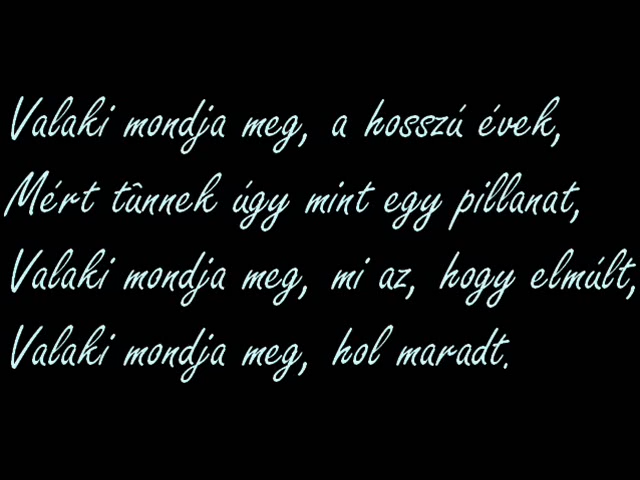 Valaki mondja meg, a hosszú évek,
Mért tûnnek úgy mint egy pillanat,
Valaki mondja meg, mi az, hogy elmúlt,
Valaki mondja meg, hol maradt.